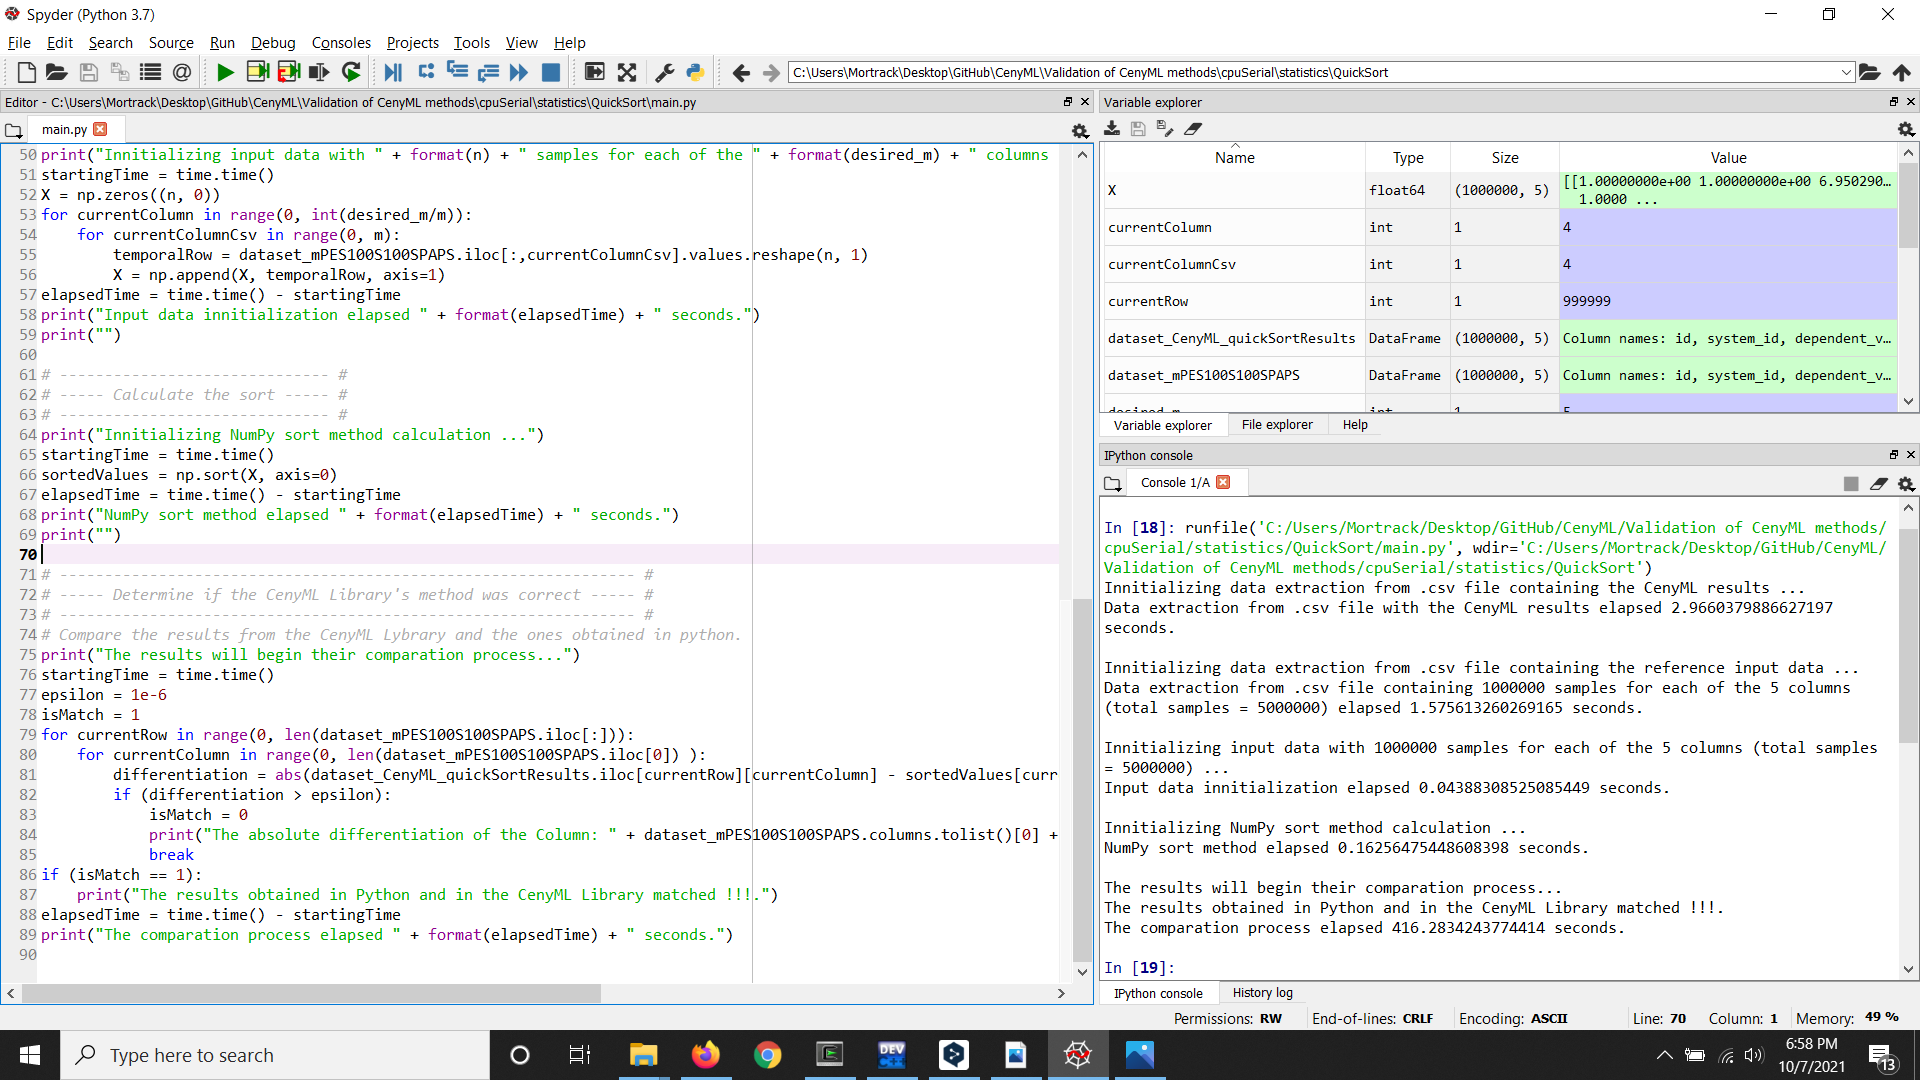 Spyder (Python 3.7)
File Edit Search Source Run Debug Consoles Projects Tools View Help
C:\Users\Mortrack\Desktop\GitHub\CenyML\Validation of CenyML methods\cpuSerial\statistics\QuickSort
Editor - C:\Users\Mortrack\Desktop\GitHub\CenyML\Validation of CenyML methods\cpuSerial\statistics\QuickSort\main.py
main.py
50 print("Innitializing input data with " + format(n) + " samples for each of the " + format(desired_m) + " columns
51 startingTime = time.time()
52 X = np.zeros((n, 0))
53 for currentColumn in range(0, int(desired_m/m)):
54     for currentColumnCsv in range(0, m):
55         temporalRow = dataset_mPES100S100SPAPS.iloc[:,currentColumnCsv].values.reshape(n, 1)
56         X = np.append(X, temporalRow, axis=1)
57 elapsedTime = time.time() - startingTime
58 print("Input data innitialization elapsed " + format(elapsedTime) + " seconds.")
59 print("")
60
61 # ------------------------------ #
62 # ----- Calculate the sort ----- #
63 # ------------------------------ #
64 print("Innitializing NumPy sort method calculation ...")
65 startingTime = time.time()
66 sortedValues = np.sort(X, axis=0)
67 elapsedTime = time.time() - startingTime
68 print("NumPy sort method elapsed " + format(elapsedTime) + " seconds.")
69 print("")
70
71 # ---------------------------------------------------------------- #
72 # ----- Determine if the CenyML Library's method was correct ----- #
73 # ---------------------------------------------------------------- #
74 # Compare the results from the CenyML Lybrary and the ones obtained in python.
75 print("The results will begin their comparation process...")
76 startingTime = time.time()
77 epsilon = 1e-6
78 isMatch = 1
79 for currentRow in range(0, len(dataset_mPES100S100SPAPS.iloc[:])):
80     for currentColumn in range(0, len(dataset_mPES100S100SPAPS.iloc[0]) ):
81         differentiation = abs(dataset_CenyML_quickSortResults.iloc[currentRow][currentColumn] - sortedValues[curr
82         if (differentiation > epsilon):
83             isMatch = 0
84             print("The absolute differentiation of the Column: " + dataset_mPES100S100SPAPS.columns.tolist()[0] +
85             break
86 if (isMatch == 1):
87     print("The results obtained in Python and in the CenyML Library matched !!!.")
88 elapsedTime = time.time() - startingTime
89 print("The comparation process elapsed " + format(elapsedTime) + " seconds.")
90
Variable explorer
Name Type Size Value
X float64 (1000000, 5) [[1.00000000e+00 1.00000000e+00 6.950290…
1.0000 ...
currentColumn int 1 4
currentColumnCsv int 1 4
currentRow int 1 999999
dataset_CenyML_quickSortResults DataFrame (1000000, 5) Column names: id, system_id, dependent_v…
dataset_mPES100S100SPAPS DataFrame (1000000, 5) Column names: id, system_id, dependent_v…
desired_m int 1 5
Variable explorer File explorer Help
IPython console
Console 1/A
In [18]: runfile('C:/Users/Mortrack/Desktop/GitHub/CenyML/Validation of CenyML methods/
cpuSerial/statistics/QuickSort/main.py', wdir='C:/Users/Mortrack/Desktop/GitHub/CenyML/
Validation of CenyML methods/cpuSerial/statistics/QuickSort')
Innitializing data extraction from .csv file containing the CenyML results ...
Data extraction from .csv file with the CenyML results elapsed 2.9660379886627197
seconds.
Innitializing data extraction from .csv file containing the reference input data ...
Data extraction from .csv file containing 1000000 samples for each of the 5 columns
(total samples = 5000000) elapsed 1.575613260269165 seconds.
Innitializing input data with 1000000 samples for each of the 5 columns (total samples
= 5000000) ...
Input data innitialization elapsed 0.04388308525085449 seconds.
Innitializing NumPy sort method calculation ...
NumPy sort method elapsed 0.16256475448608398 seconds.
The results will begin their comparation process...
The results obtained in Python and in the CenyML Library matched !!!.
The comparation process elapsed 416.2834243774414 seconds.
In [19]:
IPython console History log
Permissions: RW End-of-lines: CRLF Encoding: ASCII Line: 70 Column: 1 Memory: 49 %
Type here to search
DEV
C++
6:58 PM
10/7/2021
13